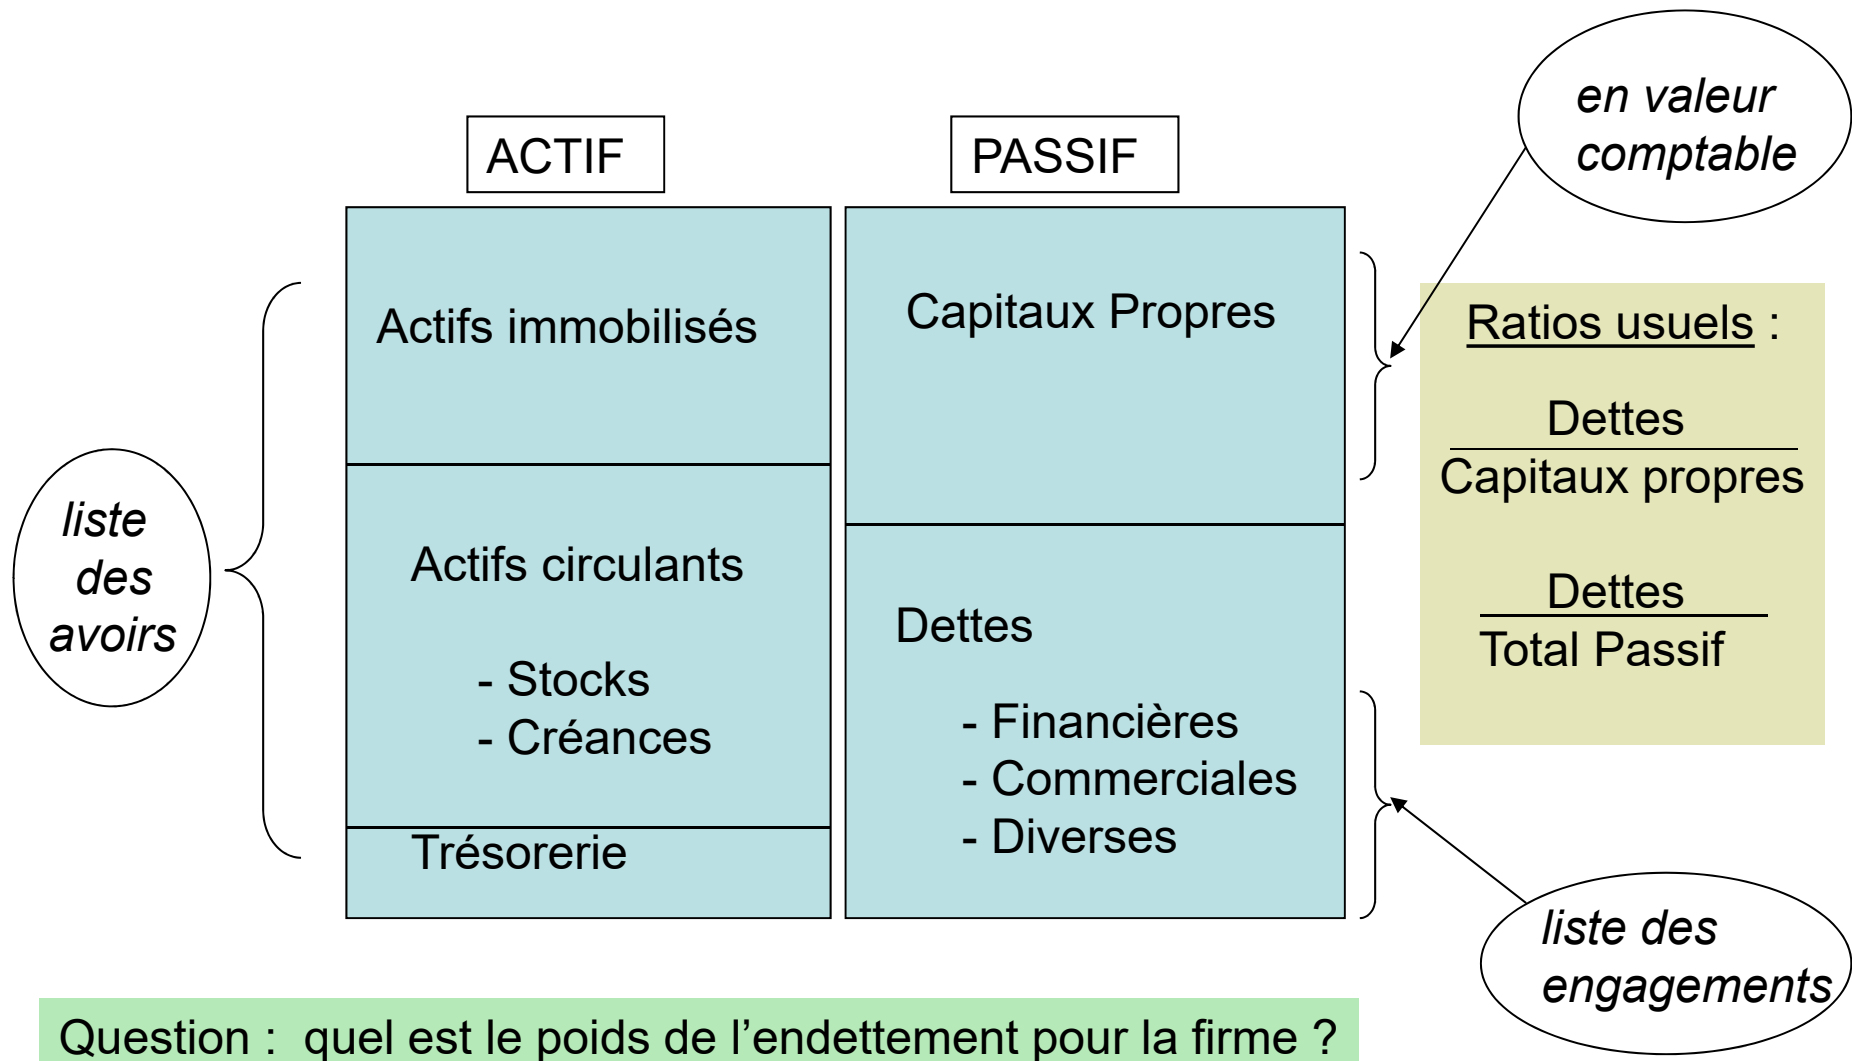 en valeur
comptable
ACTIF
PASSIF
Actifs immobilisés
Capitaux Propres
Ratios usuels :
Dettes
Capitaux propres
liste
des
avoirs
Actifs circulants
- Stocks
- Créances
Dettes
- Financières
- Commerciales
- Diverses
Dettes
Total Passif
Trésorerie
liste des
engagements
Question : quel est le poids de l’endettement pour la firme ?